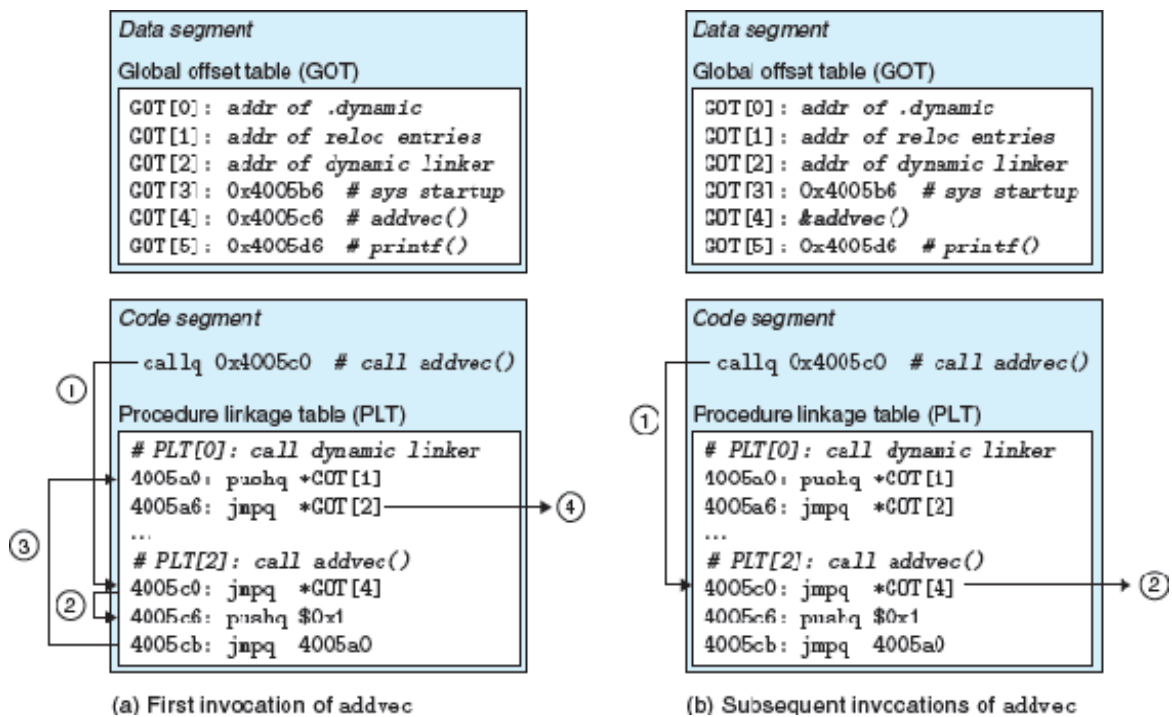 Data segment
Global offset table (GOT)
GOT[0]: addr of .dynamic
GOT[1]: addr of reloc entries
GOT[2]: addr of dynamic linker
GOT[3]: 0x4005b6 # sys startup
GOT[4]: 0x4005c6 # addvec()
GOT[5]: 0x4005d6 # printf()
Code segment
callq 0x4005c0 # call addvec()
1
Procedure linkage table (PLT)
# PLT[0]: call dynamic linker
4005a0: pushq *GOT[1]
4005a6: jmpq *GOT[2]
4
3
...
# PLT[2]: call addvec()
4005c0: jmpq *GOT[4]
2
4005c6: pushq $0x1
4005cb: jmpq 4005a0
(a) First invocation of addvec
Data segment
Global offset table (GOT)
GOT[0]: addr of .dynamic
GOT[1]: addr of reloc entries
GOT[2]: addr of dynamic linker
GOT[3]: 0x4005b6 # sys startup
GOT[4]: &addvec()
GOT[5]: 0x4005d6 # printf()
Code segment
callq 0x4005c0 # call addvec()
1
Procedure linkage table (PLT)
# PLT[0]: call dynamic linker
4005a0: pushq *GOT[1]
4005a6: jmpq *GOT[2]
...
# PLT[2]: call addvec()
4005c0: jmpq *GOT[4]
2
4005c6: pushq $0x1
4005cb: jmpq 4005a0
(b) Subsequent invocations of addvec